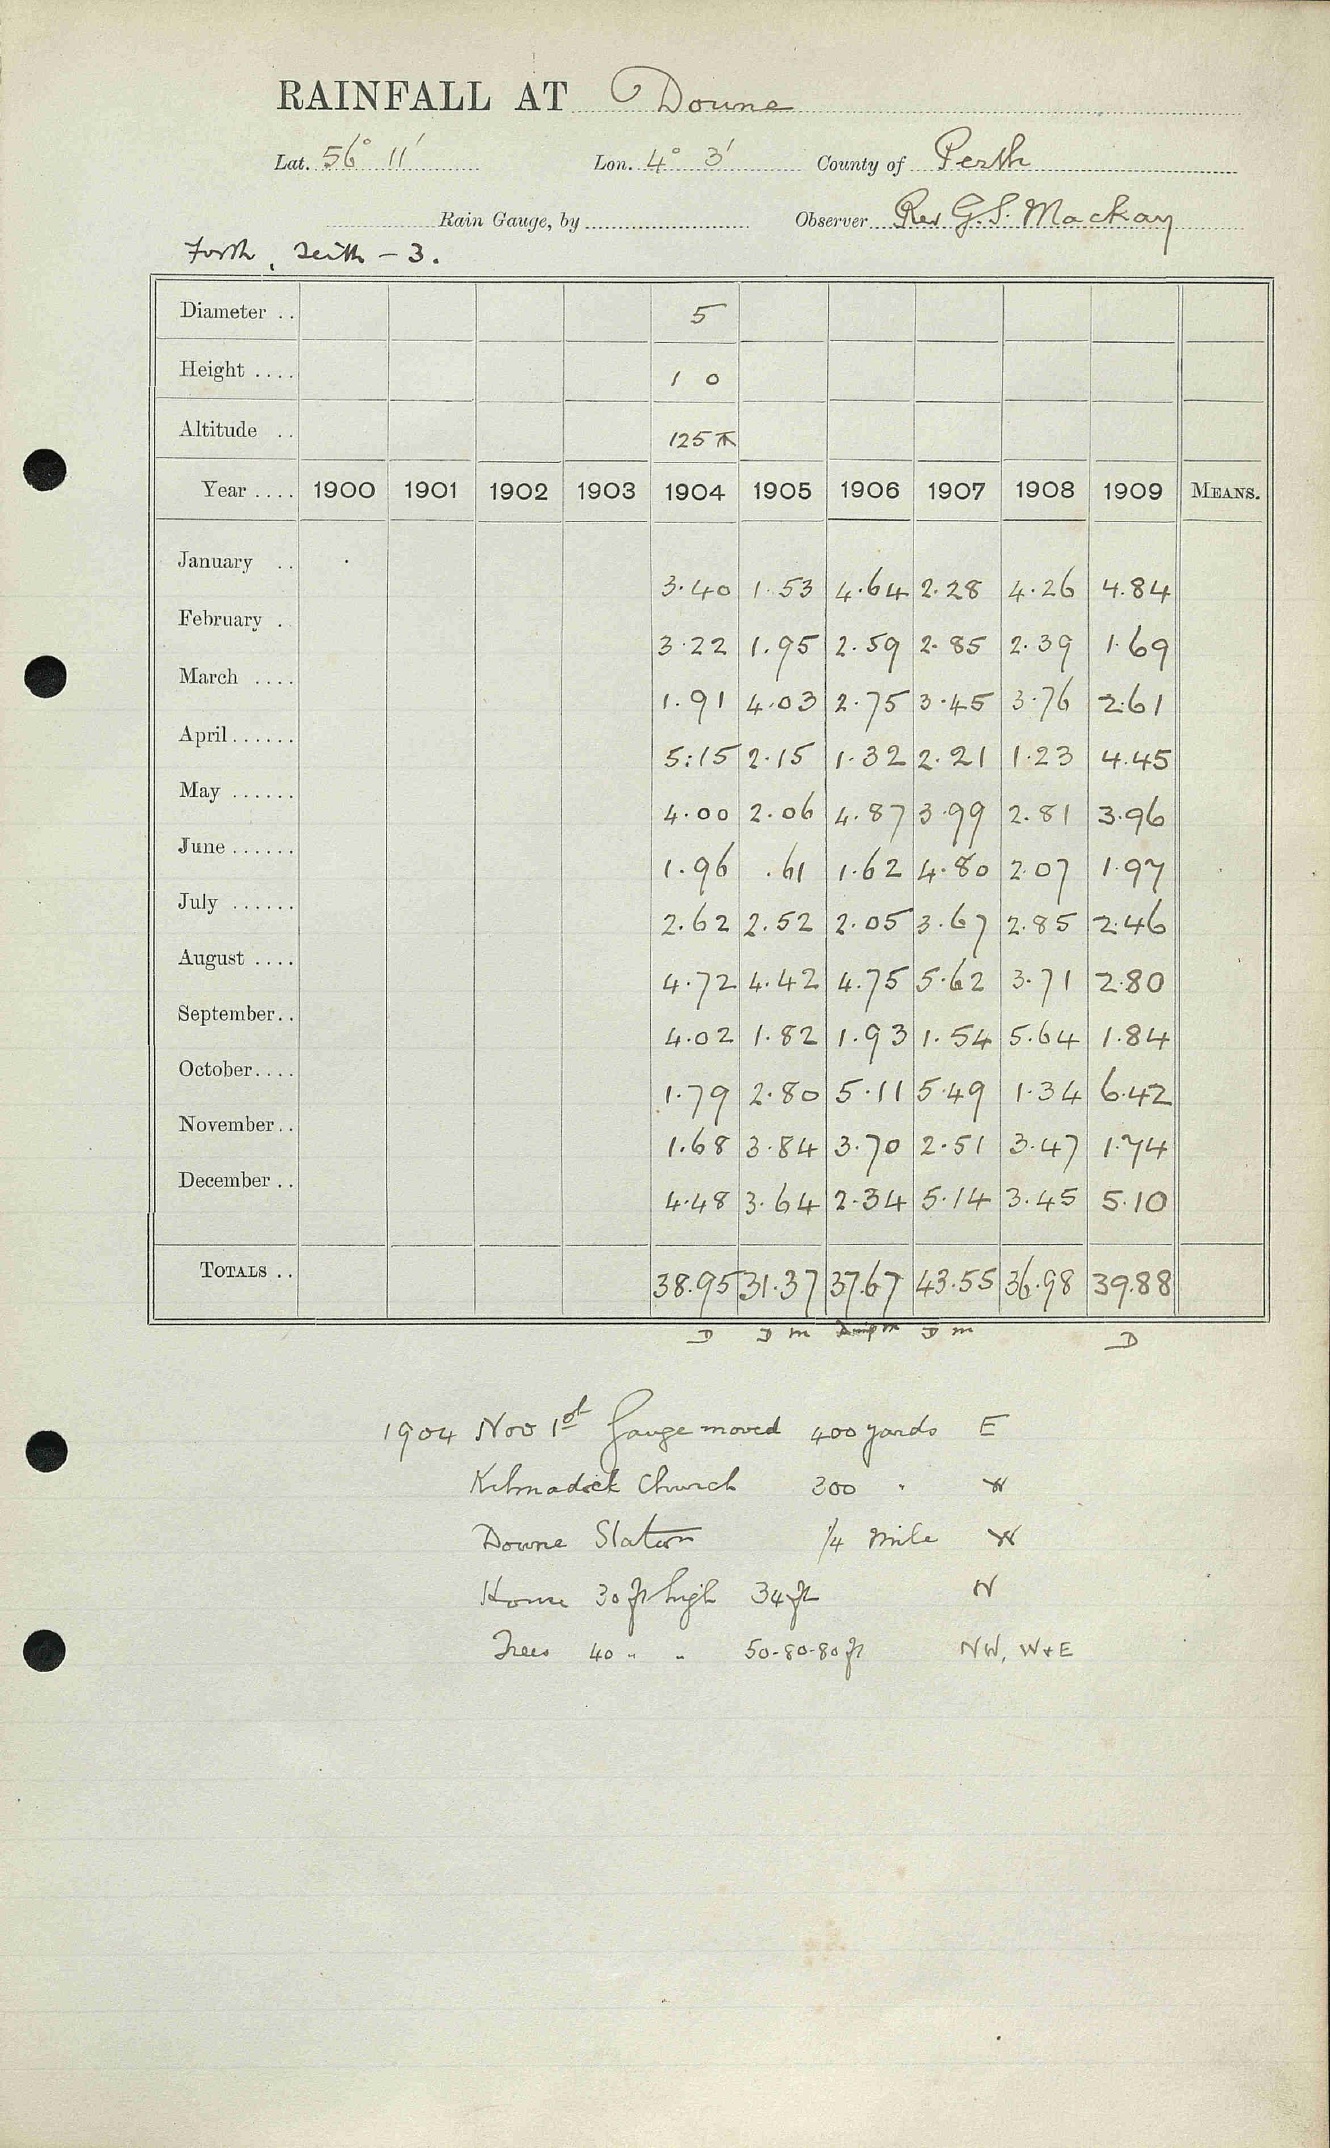 RAINFALL AT Doune
Lat. 56° 11' Lon. 4° 3' County of Perth
Rain Gauge, by Observer Rev G.S. Mackay
Forth, Teith - 3.
Diameter .. 5
Height .... 1 0
Altitude .. 125 ft
Year .... 1900 1901 1902 1903 1904 1905 1906 1907 1908 1909 MEANS.
January .. 3.40 1.53 4.64 2.28 4.26 4.84
February . 3.22 1.95 2.59 2.85 2.39 1.69
March .... 1.91 4.03 2.75 3.45 3.76 2.61
April...... 5.15 2.15 1.32 2.21 1.23 4.45
May ...... 4.00 2.06 4.87 3.99 2.81 3.96
June...... 1.96 .61 1.62 4.80 2.07 1.97
July ...... 2.62 2.52 2.05 3.67 2.85 2.46
August .... 4.72 4.42 4.75 5.62 3.71 2.80
September.. 4.02 1.82 1.93 1.54 5.64 1.84
October.... 1.79 2.80 5.11 5.49 1.34 6.42
November.. 1.68 3.84 3.70 2.51 3.47 1.74
December .. 4.48 3.64 2.34 5.14 3.45 5.10
TOTALS .. 38.95 31.37 37.67 43.55 36.98 39.88
D D m D m D
1904 Nov 1st Gauge moved 400 yards E
Kilmadock Church 300 " W
Doune Station 1/4 mile W
House 30 ft high 34 ft N
Trees 40 " " 50-80-80 ft NW, W & E